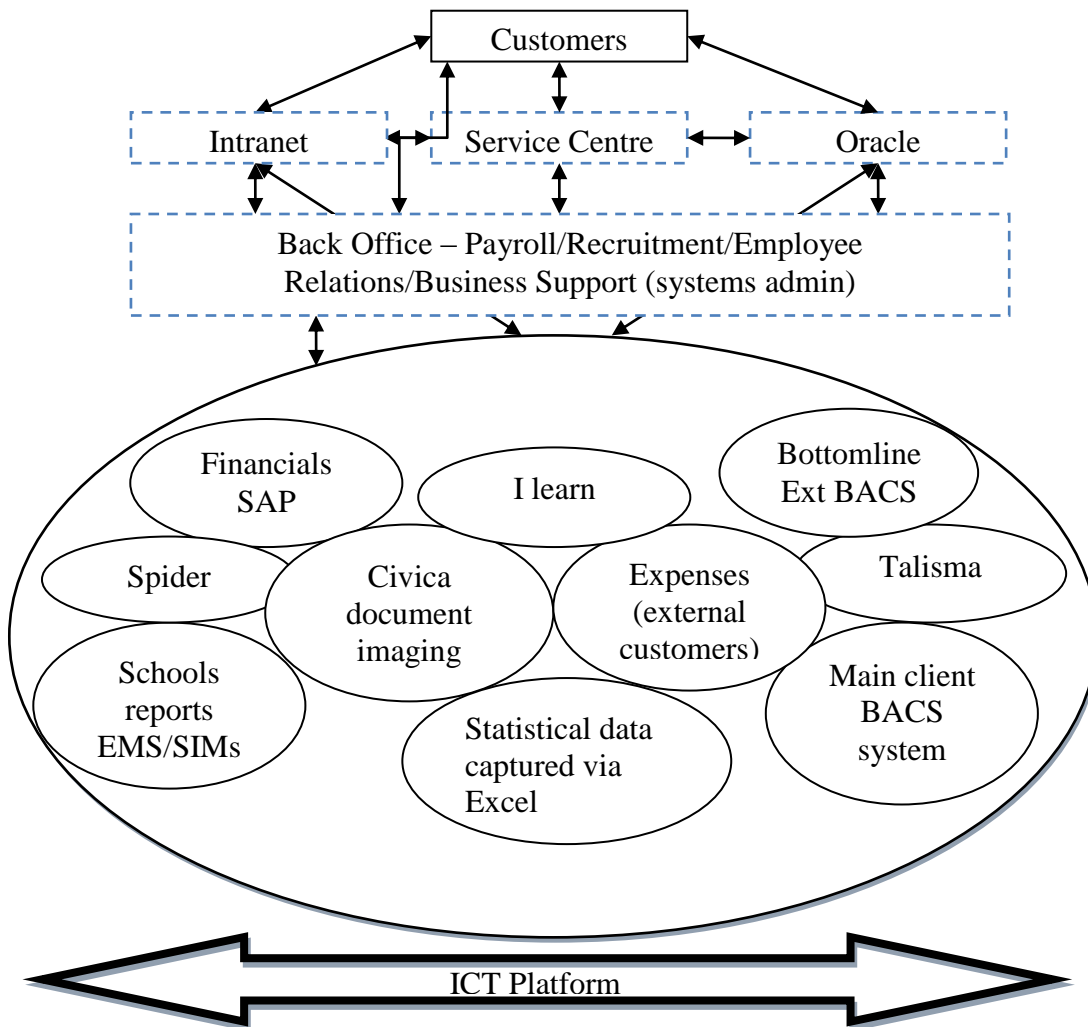 Customers
Intranet
Service Centre
Oracle
Back Office – Payroll/Recruitment/Employee
Relations/Business Support (systems admin)
Financials
SAP
I learn
Bottomline
Ext BACS
Spider
Civica
document
imaging
Expenses
(external
customers)
Talisma
Schools
reports
EMS/SIMs
Statistical data
captured via
Excel
Main client
BACS
system
ICT Platform